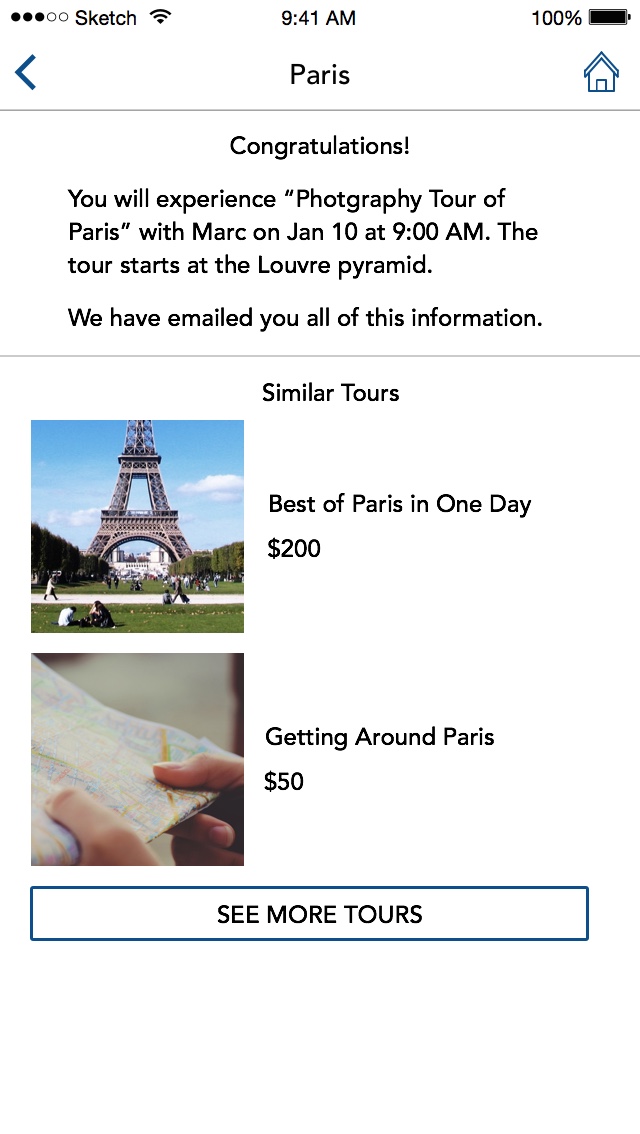 Sketch 9:41 AM 100%
Paris
Congratulations!
You will experience “Photgraphy Tour of
Paris” with Marc on Jan 10 at 9:00 AM. The
tour starts at the Louvre pyramid.
We have emailed you all of this information.
Similar Tours
Best of Paris in One Day
$200
Getting Around Paris
$50
SEE MORE TOURS